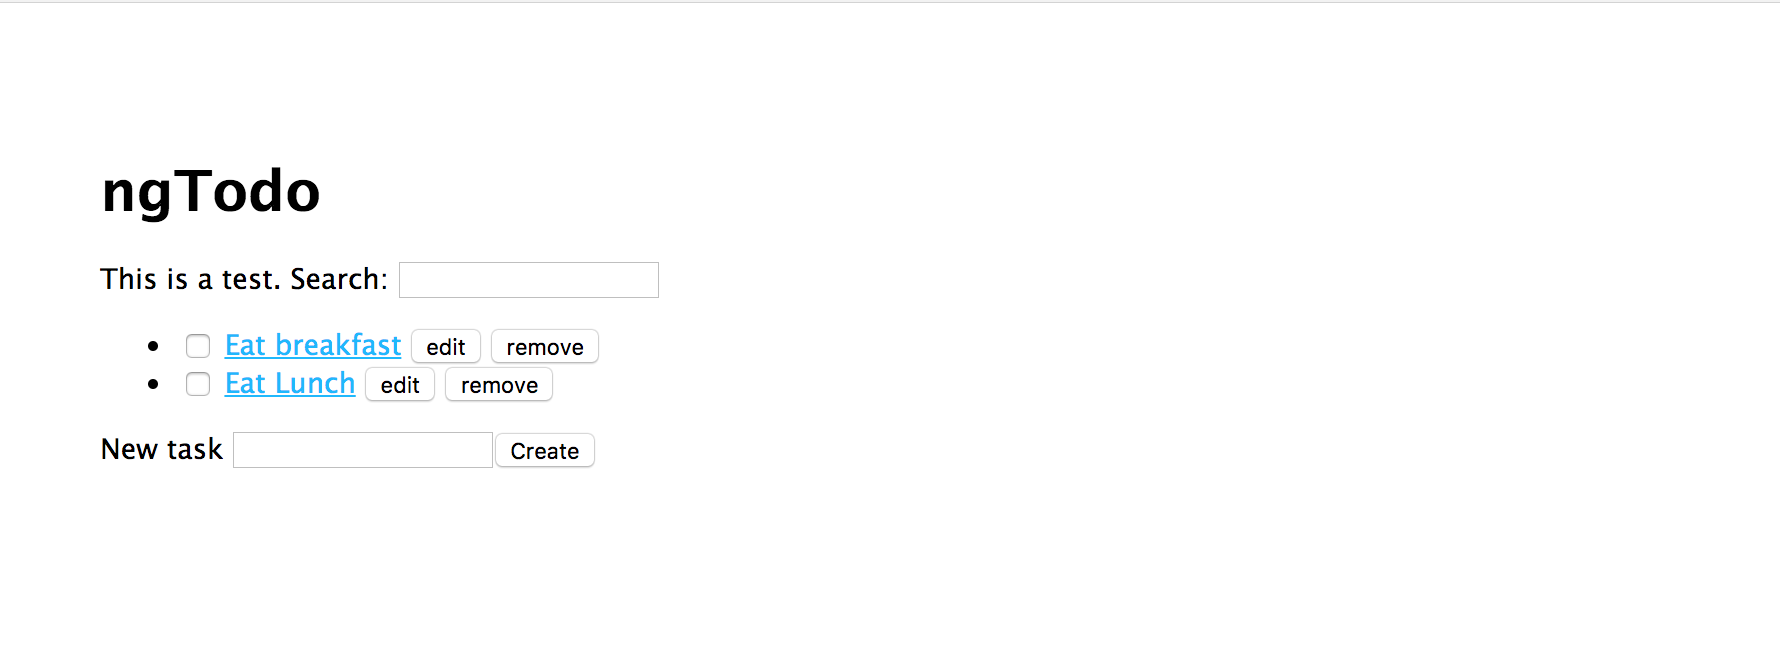 ngTodo
This is a test. Search:
Eat breakfast edit remove
Eat Lunch edit remove
New task Create